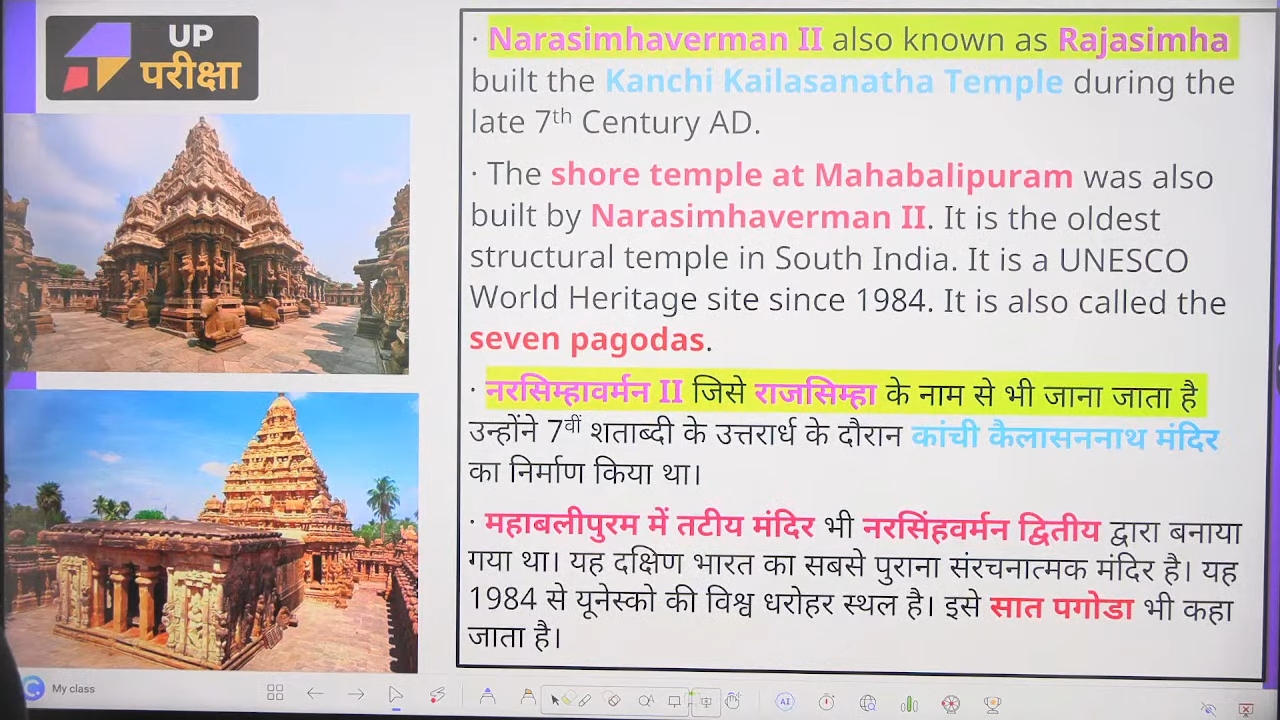 UP
परीक्षा
· Narasimhaverman II also known as Rajasimha
built the Kanchi Kailasanatha Temple during the
late 7th Century AD.
· The shore temple at Mahabalipuram was also
built by Narasimhaverman II. It is the oldest
structural temple in South India. It is a UNESCO
World Heritage site since 1984. It is also called the
seven pagodas.
· नरसिम्हावर्मन II जिसे राजसिम्हा के नाम से भी जाना जाता है
उन्होंने 7वीं शताब्दी के उत्तरार्ध के दौरान कांची कैलासननाथ मंदिर
का निर्माण किया था।
· महाबलीपुरम में तटीय मंदिर भी नरसिंहवर्मन द्वितीय द्वारा बनाया
गया था। यह दक्षिण भारत का सबसे पुराना संरचनात्मक मंदिर है। यह
1984 से यूनेस्को की विश्व धरोहर स्थल है। इसे सात पगोडा भी कहा
जाता है।
My class
AI